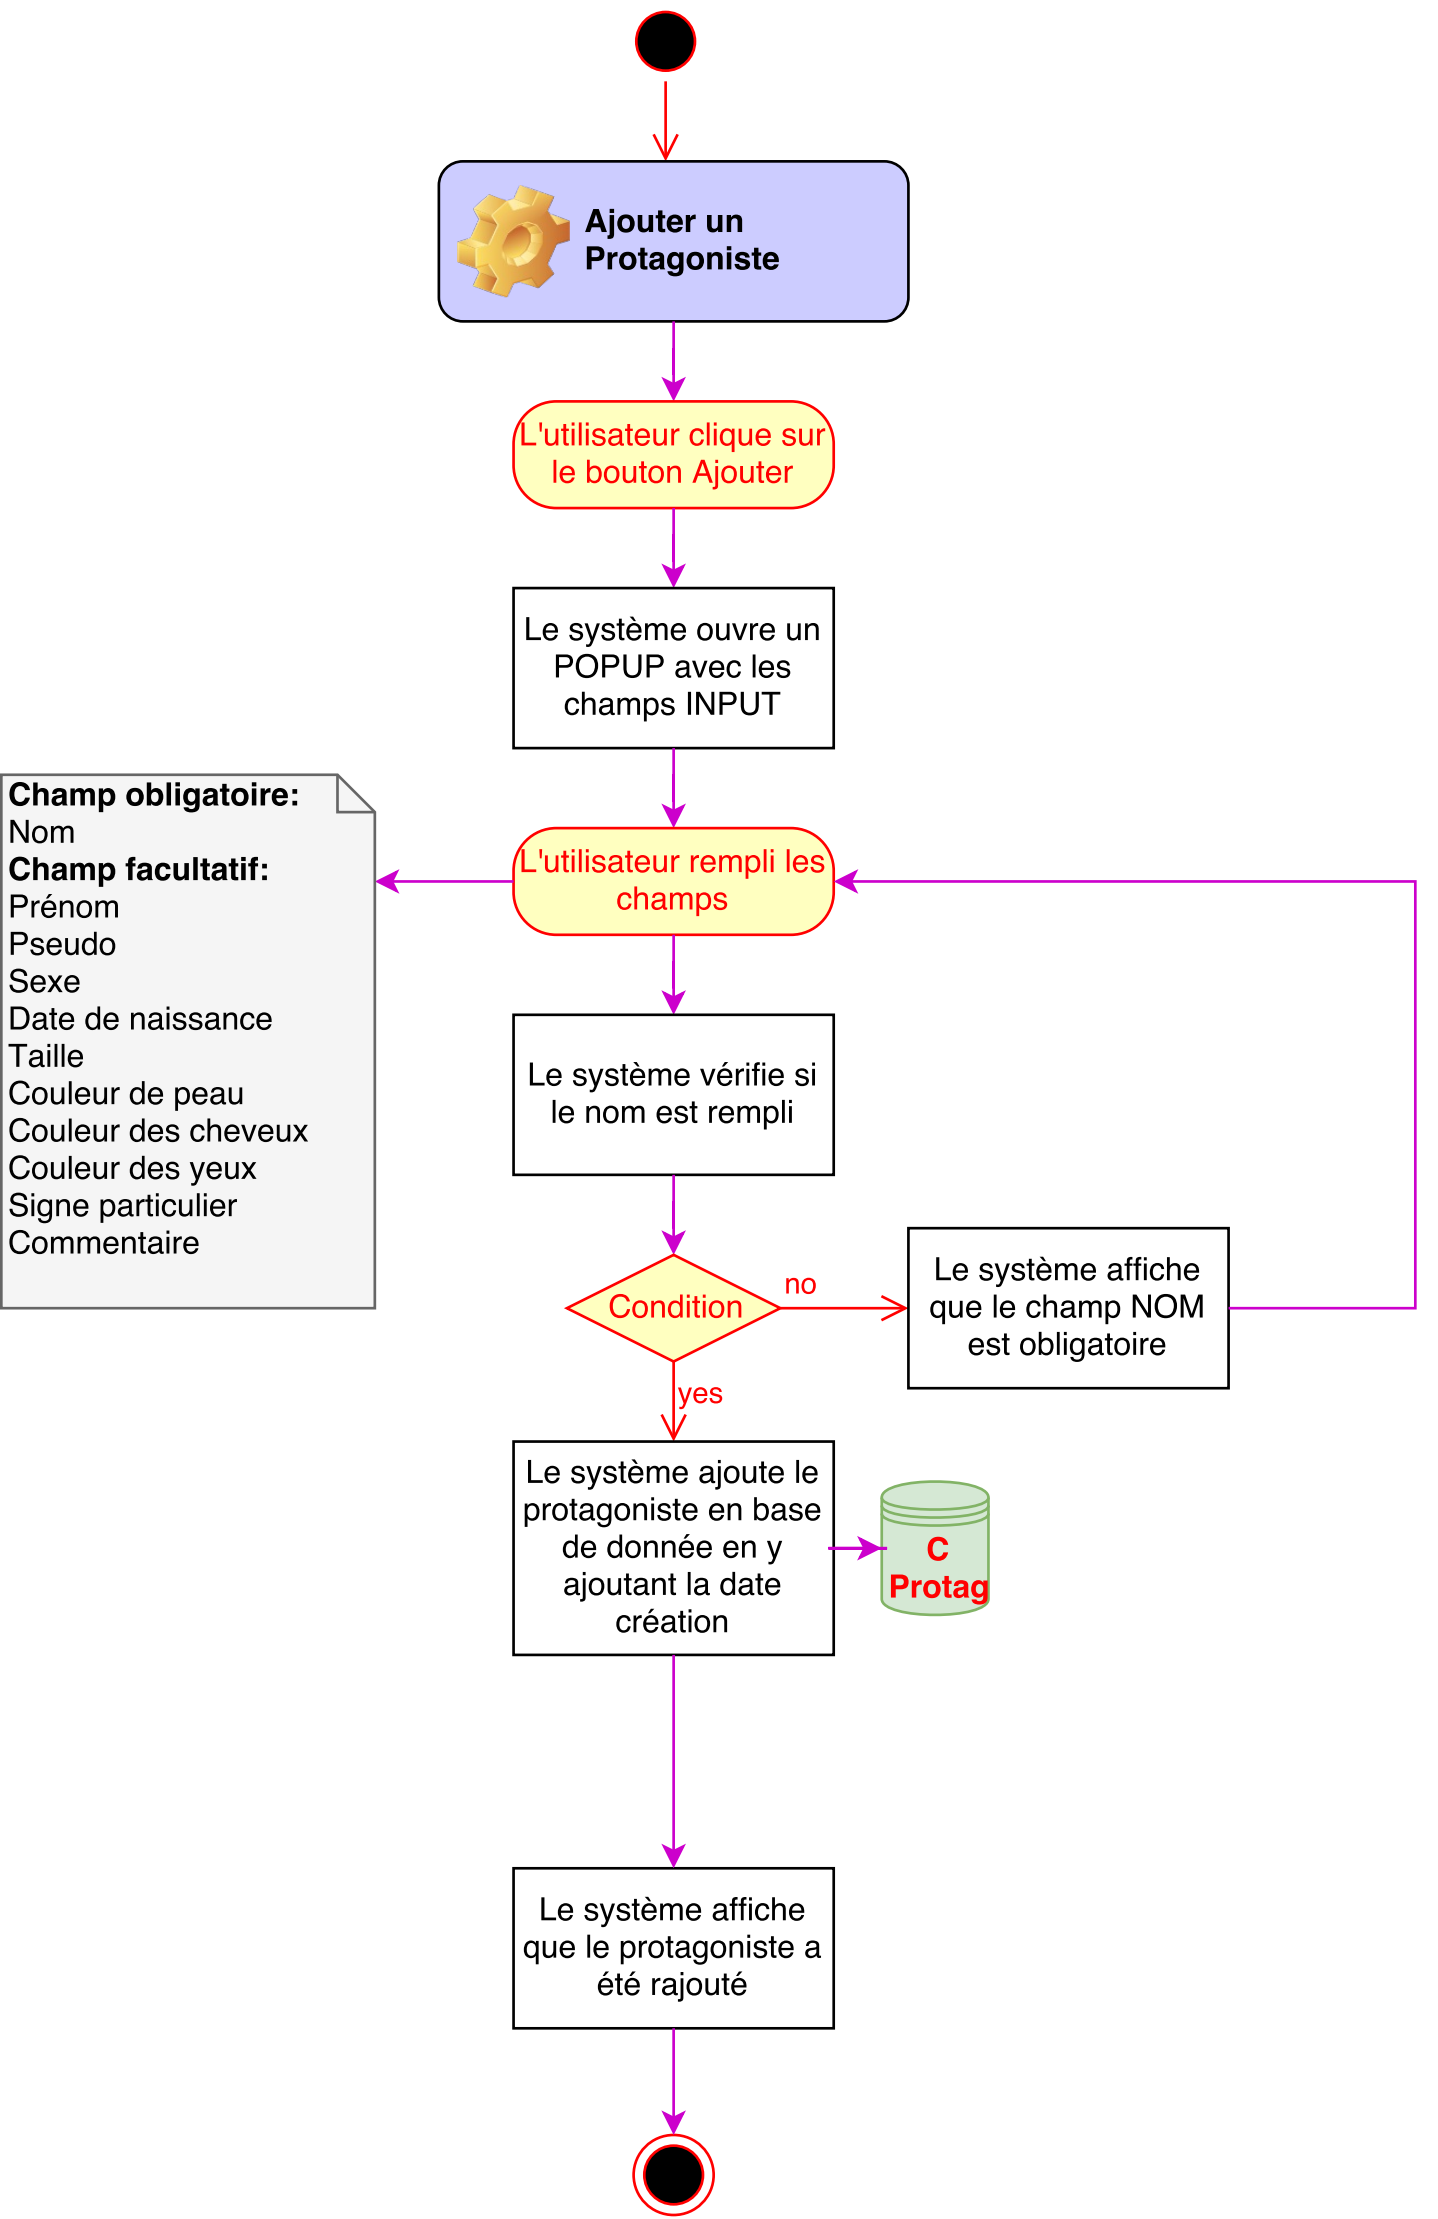 Ajouter un
Protagoniste
L'utilisateur clique sur
le bouton Ajouter
Le système ouvre un
POPUP avec les
champs INPUT
Champ obligatoire:
Nom
Champ facultatif:
Prénom
Pseudo
Sexe
Date de naissance
Taille
Couleur de peau
Couleur des cheveux
Couleur des yeux
Signe particulier
Commentaire
L'utilisateur rempli les
champs
Le système vérifie si
le nom est rempli
Condition
no
Le système affiche
que le champ NOM
est obligatoire
yes
Le système ajoute le
protagoniste en base
de donnée en y
ajoutant la date
création
C
Protag
Le système affiche
que le protagoniste a
été rajouté